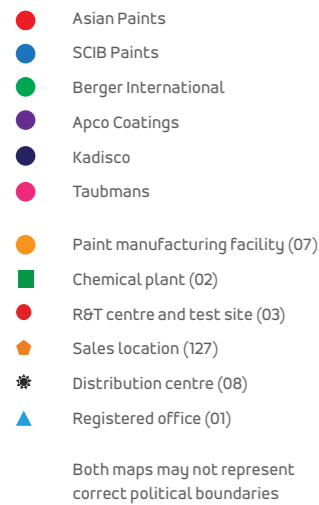 Asian Paints
SCIB Paints
Berger International
Apco Coatings
Kadisco
Taubmans
Paint manufacturing facility (07)
Chemical plant (02)
R&T centre and test site (03)
Sales location (127)
Distribution centre (08)
Registered office (01)
Both maps may not represent
correct political boundaries